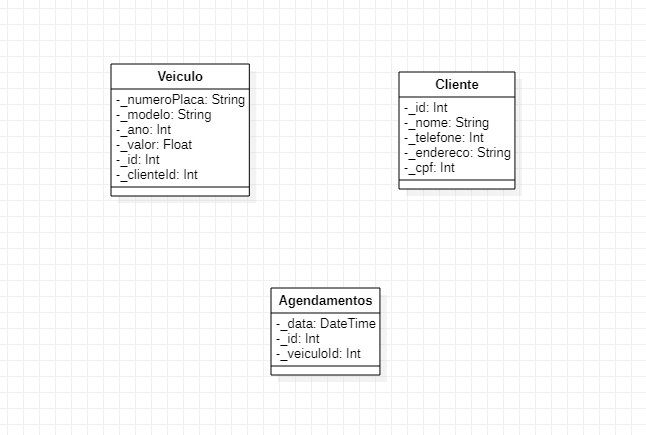 Veiculo
-_numeroPlaca: String
-_modelo: String
-_ano: Int
-_valor: Float
-_id: Int
-_clienteId: Int
Cliente
-_id: Int
-_nome: String
-_telefone: Int
-_endereco: String
-_cpf: Int
Agendamentos
-_data: DateTime
-_id: Int
-_veiculoId: Int